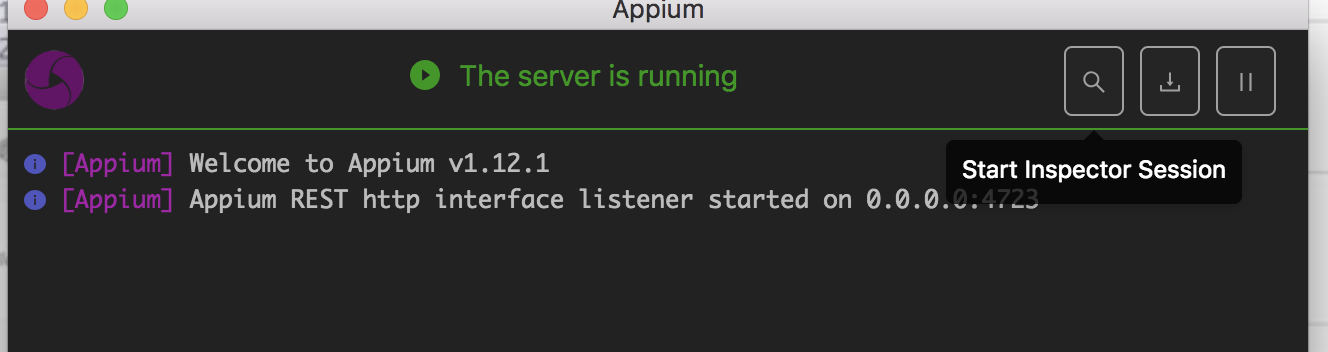 Appium
The server is running
[Appium] Welcome to Appium v1.12.1
Start Inspector Session
[Appium] Appium REST http interface listener started on 0.0.0.0:4723